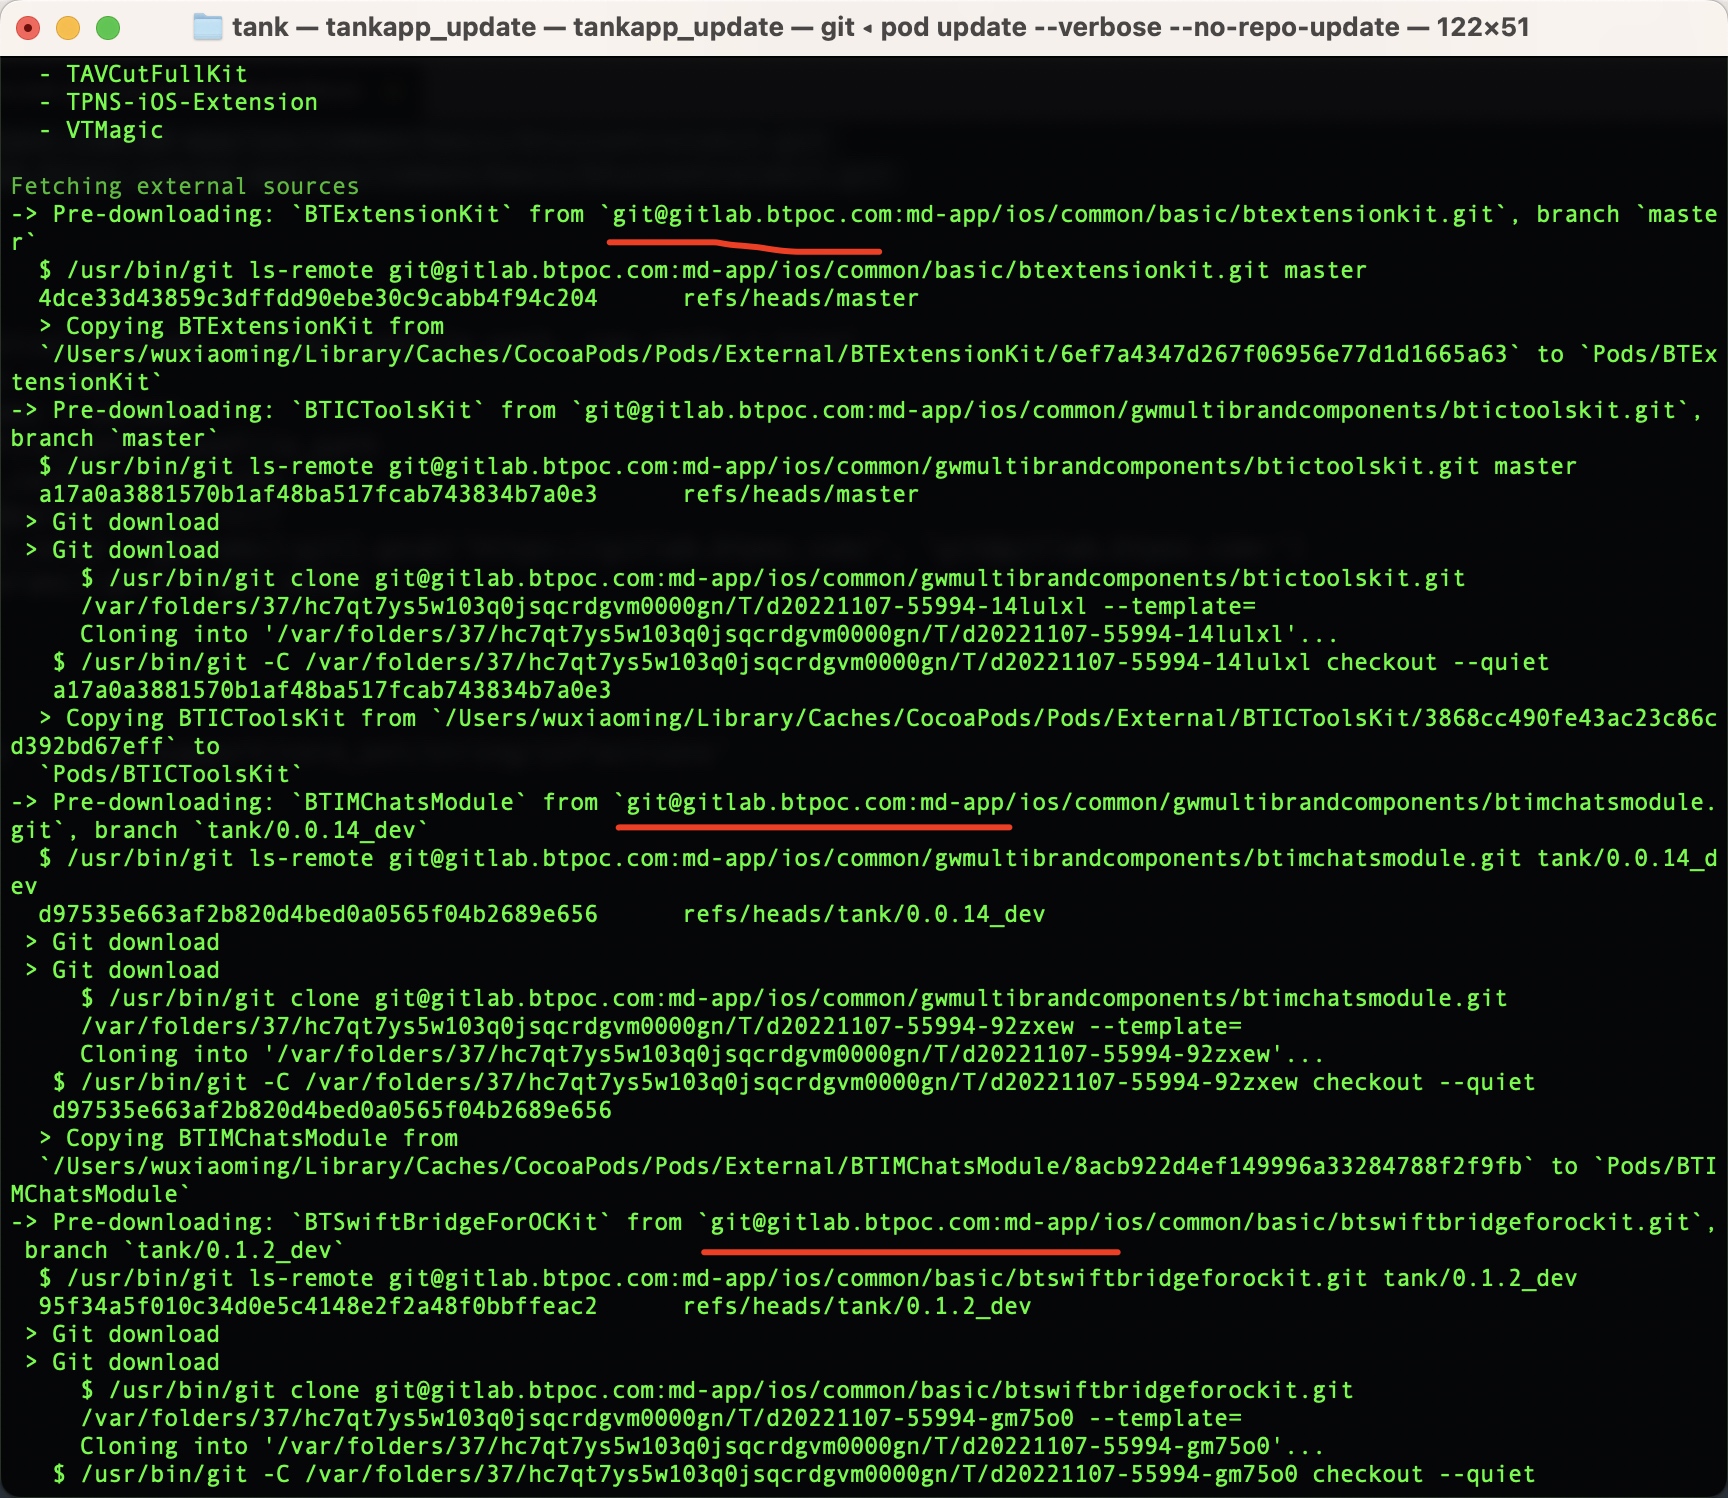 tank — tankapp_update — tankapp_update — git ◂ pod update --verbose --no-repo-update — 122×51
- TAVCutFullKit
- TPNS-iOS-Extension
- VTMagic
Fetching external sources
-> Pre-downloading: `BTExtensionKit` from `git@gitlab.btpoc.com:md-app/ios/common/basic/btextensionkit.git`, branch `maste
r`
$ /usr/bin/git ls-remote git@gitlab.btpoc.com:md-app/ios/common/basic/btextensionkit.git master
4dce33d43859c3dffdd90ebe30c9cabb4f94c204 refs/heads/master
> Copying BTExtensionKit from
`/Users/wuxiaoming/Library/Caches/CocoaPods/Pods/External/BTExtensionKit/6ef7a4347d267f06956e77d1d1665a63` to `Pods/BTEx
tensionKit`
-> Pre-downloading: `BTICToolsKit` from `git@gitlab.btpoc.com:md-app/ios/common/gwmultibrandcomponents/btictoolskit.git`,
branch `master`
$ /usr/bin/git ls-remote git@gitlab.btpoc.com:md-app/ios/common/gwmultibrandcomponents/btictoolskit.git master
a17a0a3881570b1af48ba517fcab743834b7a0e3 refs/heads/master
> Git download
> Git download
$ /usr/bin/git clone git@gitlab.btpoc.com:md-app/ios/common/gwmultibrandcomponents/btictoolskit.git
/var/folders/37/hc7qt7ys5w103q0jsqcrdgvm0000gn/T/d20221107-55994-14lulxl --template=
Cloning into '/var/folders/37/hc7qt7ys5w103q0jsqcrdgvm0000gn/T/d20221107-55994-14lulxl'...
$ /usr/bin/git -C /var/folders/37/hc7qt7ys5w103q0jsqcrdgvm0000gn/T/d20221107-55994-14lulxl checkout --quiet
a17a0a3881570b1af48ba517fcab743834b7a0e3
> Copying BTICToolsKit from `/Users/wuxiaoming/Library/Caches/CocoaPods/Pods/External/BTICToolsKit/3868cc490fe43ac23c86c
d392bd67eff` to
`Pods/BTICToolsKit`
-> Pre-downloading: `BTIMChatsModule` from `git@gitlab.btpoc.com:md-app/ios/common/gwmultibrandcomponents/btimchatsmodule.
git`, branch `tank/0.0.14_dev`
$ /usr/bin/git ls-remote git@gitlab.btpoc.com:md-app/ios/common/gwmultibrandcomponents/btimchatsmodule.git tank/0.0.14_d
ev
d97535e663af2b820d4bed0a0565f04b2689e656 refs/heads/tank/0.0.14_dev
> Git download
> Git download
$ /usr/bin/git clone git@gitlab.btpoc.com:md-app/ios/common/gwmultibrandcomponents/btimchatsmodule.git
/var/folders/37/hc7qt7ys5w103q0jsqcrdgvm0000gn/T/d20221107-55994-92zxew --template=
Cloning into '/var/folders/37/hc7qt7ys5w103q0jsqcrdgvm0000gn/T/d20221107-55994-92zxew'...
$ /usr/bin/git -C /var/folders/37/hc7qt7ys5w103q0jsqcrdgvm0000gn/T/d20221107-55994-92zxew checkout --quiet
d97535e663af2b820d4bed0a0565f04b2689e656
> Copying BTIMChatsModule from
`/Users/wuxiaoming/Library/Caches/CocoaPods/Pods/External/BTIMChatsModule/8acb922d4ef149996a33284788f2f9fb` to `Pods/BTI
MChatsModule`
-> Pre-downloading: `BTSwiftBridgeForOCKit` from `git@gitlab.btpoc.com:md-app/ios/common/basic/btswiftbridgeforockit.git`,
branch `tank/0.1.2_dev`
$ /usr/bin/git ls-remote git@gitlab.btpoc.com:md-app/ios/common/basic/btswiftbridgeforockit.git tank/0.1.2_dev
95f34a5f010c34d0e5c4148e2f2a48f0bbffeac2 refs/heads/tank/0.1.2_dev
> Git download
> Git download
$ /usr/bin/git clone git@gitlab.btpoc.com:md-app/ios/common/basic/btswiftbridgeforockit.git
/var/folders/37/hc7qt7ys5w103q0jsqcrdgvm0000gn/T/d20221107-55994-gm75o0 --template=
Cloning into '/var/folders/37/hc7qt7ys5w103q0jsqcrdgvm0000gn/T/d20221107-55994-gm75o0'...
$ /usr/bin/git -C /var/folders/37/hc7qt7ys5w103q0jsqcrdgvm0000gn/T/d20221107-55994-gm75o0 checkout --quiet